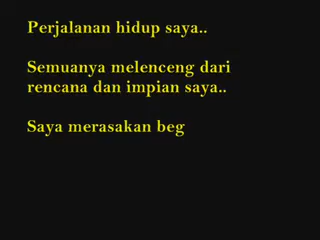 Perjalanan hidup saya..
Semuanya melenceng dari
rencana dan impian saya..
Saya merasakan beg